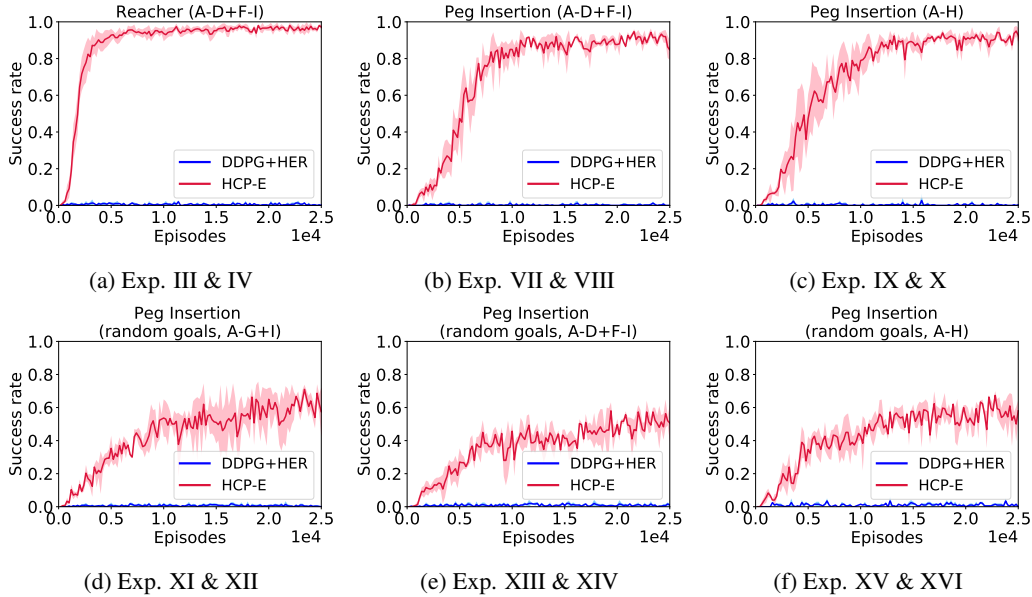 Reacher (A-D+F-I)
Success rate
1.0
0.8
0.6
0.4
0.2
0.0
DDPG+HER
HCP-E
0.0 0.5 1.0 1.5 2.0 2.5
Episodes
1e4
(a) Exp. III & IV
Peg Insertion (A-D+F-I)
Success rate
1.0
0.8
0.6
0.4
0.2
0.0
DDPG+HER
HCP-E
0.0 0.5 1.0 1.5 2.0 2.5
Episodes
1e4
(b) Exp. VII & VIII
Peg Insertion (A-H)
Success rate
1.0
0.8
0.6
0.4
0.2
0.0
DDPG+HER
HCP-E
0.0 0.5 1.0 1.5 2.0 2.5
Episodes
1e4
(c) Exp. IX & X
Peg Insertion
(random goals, A-G+I)
Success rate
1.0
0.8
0.6
0.4
0.2
0.0
DDPG+HER
HCP-E
0.0 0.5 1.0 1.5 2.0 2.5
Episodes
1e4
(d) Exp. XI & XII
Peg Insertion
(random goals, A-D+F-I)
Success rate
1.0
0.8
0.6
0.4
0.2
0.0
DDPG+HER
HCP-E
0.0 0.5 1.0 1.5 2.0 2.5
Episodes
1e4
(e) Exp. XIII & XIV
Peg Insertion
(random goals, A-H)
Success rate
1.0
0.8
0.6
0.4
0.2
0.0
DDPG+HER
HCP-E
0.0 0.5 1.0 1.5 2.0 2.5
Episodes
1e4
(f) Exp. XV & XVI